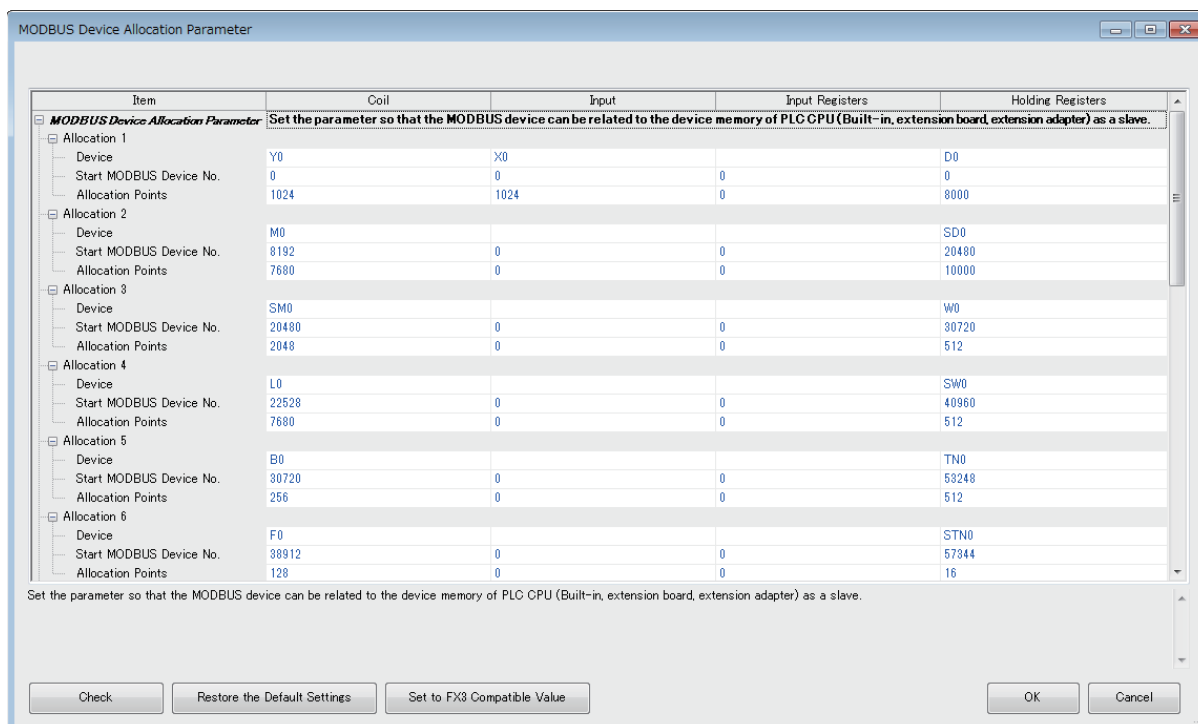 MODBUS Device Allocation Parameter
Item Coil Input Input Registers Holding Registers
MODBUS Device Allocation Parameter Set the parameter so that the MODBUS device can be related to the device memory of PLC CPU (Built-in, extension board, extension adapter) as a slave.
Allocation 1
Device Y0 X0 D0
Start MODBUS Device No. 0 0 0 0
Allocation Points 1024 1024 0 8000
Allocation 2
Device M0 SD0
Start MODBUS Device No. 8192 0 0 20480
Allocation Points 7680 0 0 10000
Allocation 3
Device SM0 W0
Start MODBUS Device No. 20480 0 0 30720
Allocation Points 2048 0 0 512
Allocation 4
Device L0 SW0
Start MODBUS Device No. 22528 0 0 40960
Allocation Points 7680 0 0 512
Allocation 5
Device B0 TN0
Start MODBUS Device No. 30720 0 0 53248
Allocation Points 256 0 0 512
Allocation 6
Device F0 STN0
Start MODBUS Device No. 38912 0 0 57344
Allocation Points 128 0 0 16
Set the parameter so that the MODBUS device can be related to the device memory of PLC CPU (Built-in, extension board, extension adapter) as a slave.
Check Restore the Default Settings Set to FX3 Compatible Value OK Cancel